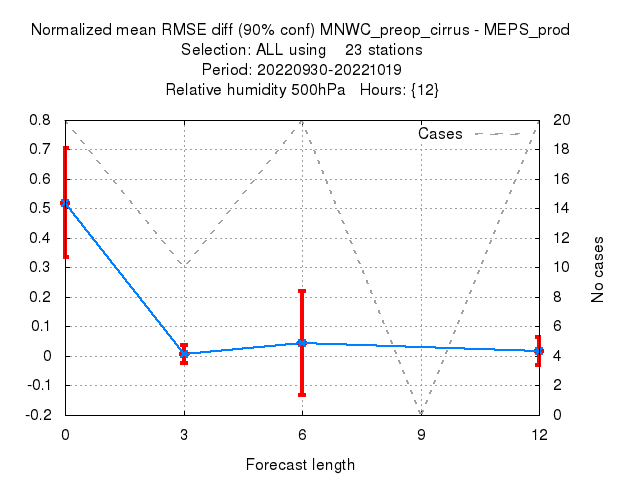 Normalized mean RMSE diff (90% conf) MNWC_preop_cirrus - MEPS_prod
Selection: ALL using    23 stations
Period: 20220930-20221019
Relative humidity 500hPa   Hours: {12}
Cases
0.8
0.7
0.6
0.5
0.4
0.3
0.2
0.1
0
-0.1
-0.2
20
18
16
14
12
10
8
6
4
2
0
No cases
0 3 6 9 12
Forecast length